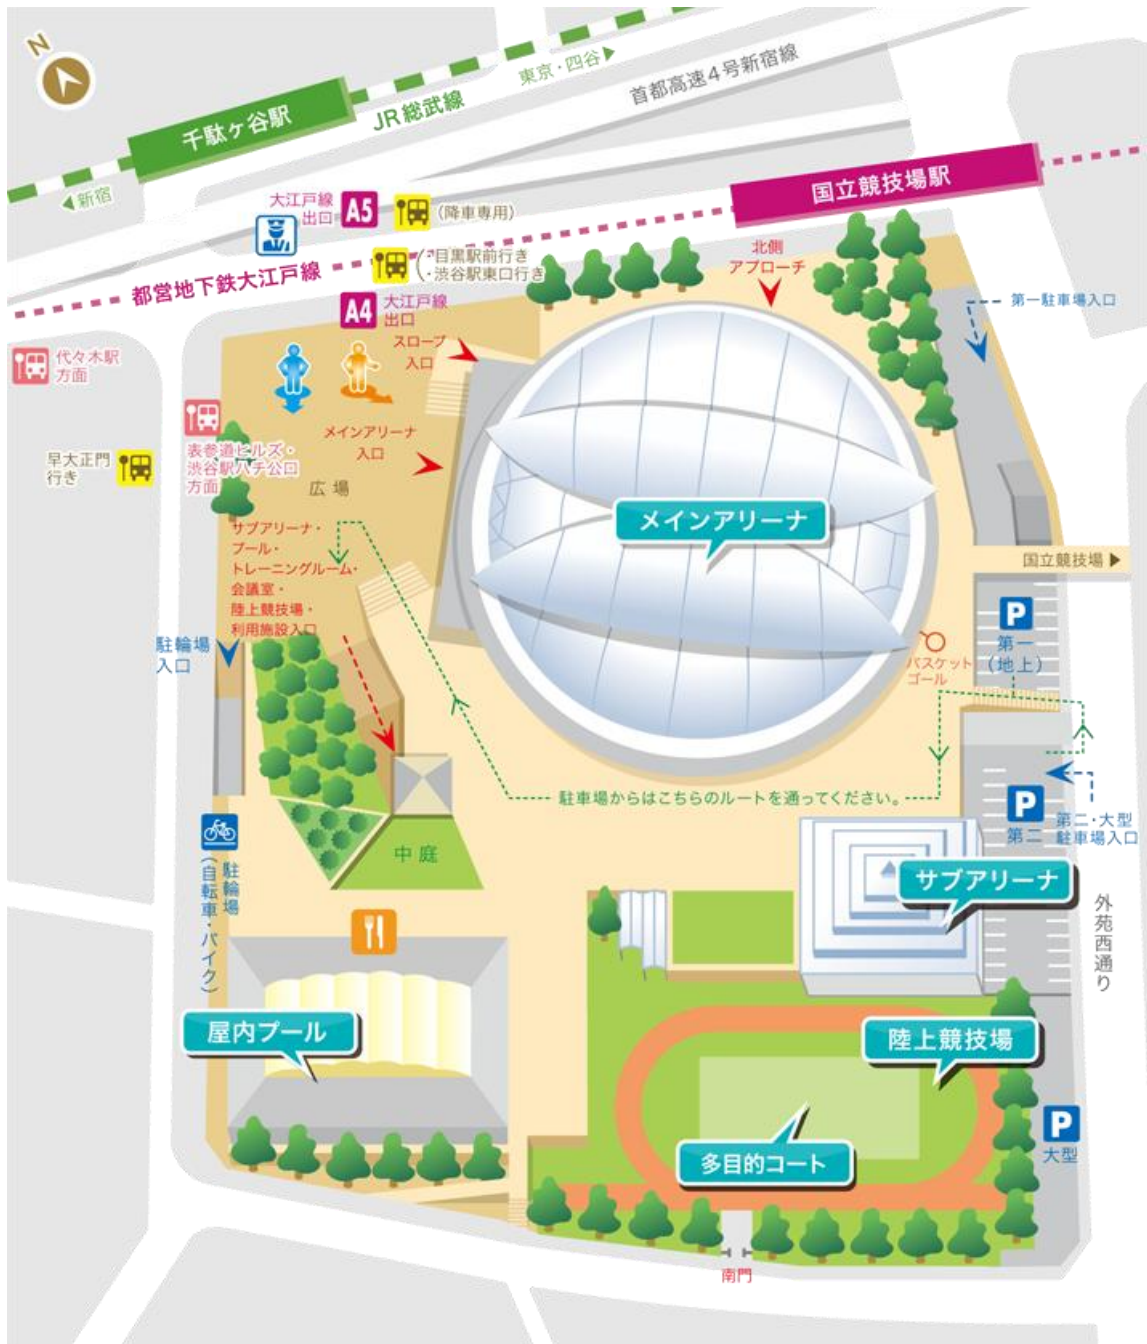 N
千駄ヶ谷駅
JR総武線
東京・四谷▶
首都高速4号新宿線
◀新宿
国立競技場駅
大江戸線
出口
A5
(降車専用)
都営地下鉄大江戸線
・目黒駅前行き
・渋谷駅東口行き
北側
アプローチ
第一駐車場入口
A4
大江戸線
出口
スロープ
入口
代々木駅
方面
メインアリーナ
入口
表参道ヒルズ・
渋谷駅ハチ公口
方面
早大正門
行き
広場
メインアリーナ
サブアリーナ・
プール・
トレーニングルーム・
会議室・
陸上競技場・
利用施設入口
国立競技場▶
P
第一
(地上)
駐輪場
入口
バスケット
ゴール
駐車場からはこちらのルートを通ってください。
P
第二
第二・大型
駐車場入口
中庭
サブアリーナ
駐輪場
(自転車・バイク)
外苑西通り
屋内プール
陸上競技場
P
大型
多目的コート
南門